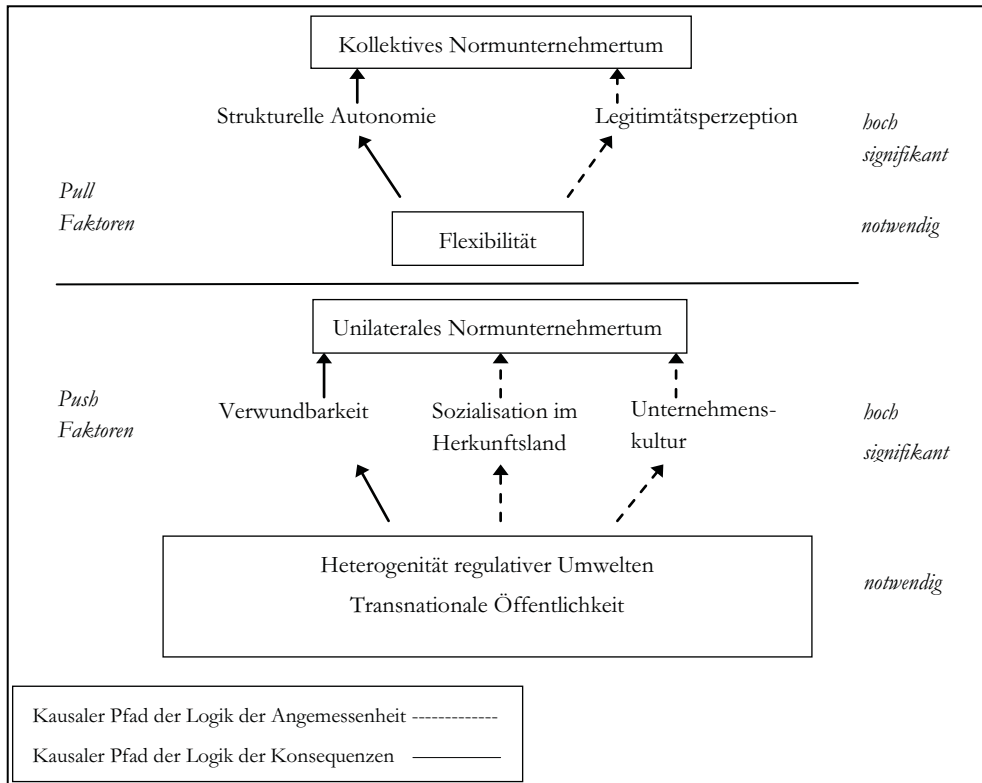 Kollektives Normunternehmertum
Strukturelle Autonomie
Legitimtätsperzeption
hoch
signifikant
Pull
Faktoren
Flexibilität
notwendig
Unilaterales Normunternehmertum
Push
Faktoren
Verwundbarkeit
Sozialisation im
Herkunftsland
Unternehmens-
kultur
hoch
signifikant
Heterogenität regulativer Umwelten
Transnationale Öffentlichkeit
notwendig
Kausaler Pfad der Logik der Angemessenheit -------------
Kausaler Pfad der Logik der Konsequenzen